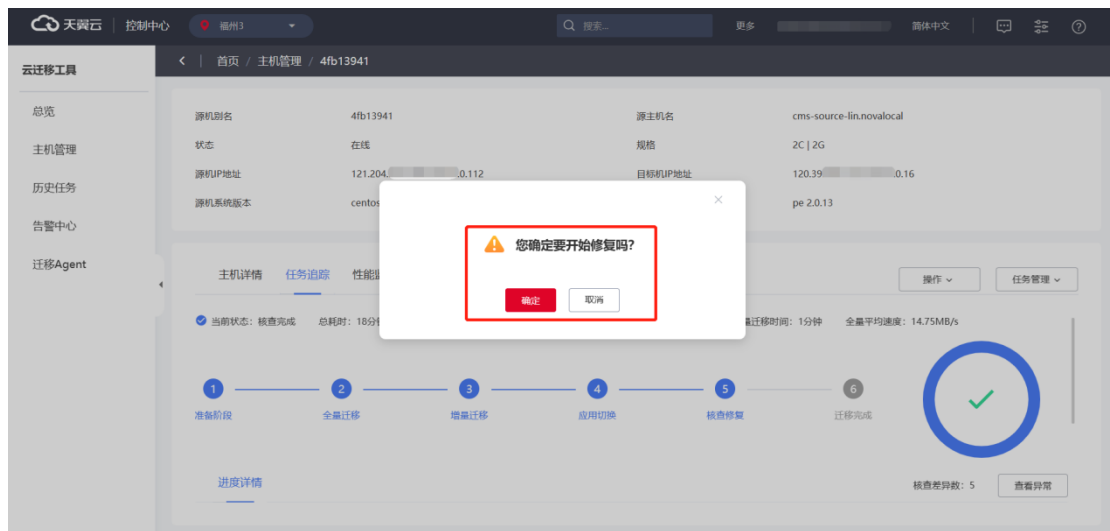 天翼云 控制中心 福州3 搜索... 更多 简体中文
云迁移工具
总览
主机管理
历史任务
告警中心
迁移Agent
首页 / 主机管理 / 4fb13941
源机别名 4fb13941 源主机名 cms-source-lin.novalocal
状态 在线 规格 2C | 2G
源机IP地址 121.204. .0.112 目标机IP地址 120.39 .0.16
源机系统版本 centos pe 2.0.13
您确定要开始修复吗?
确定 取消
主机详情 任务追踪 性能 操作 任务管理
当前状态：核查完成 总耗时：18分 迁移时间：1分钟 全量平均速度：14.75MB/s
1 2 3 4 5 6
准备阶段 全量迁移 增量迁移 应用切换 核查修复 迁移完成
进度详情 核查差异数：5 查看异常